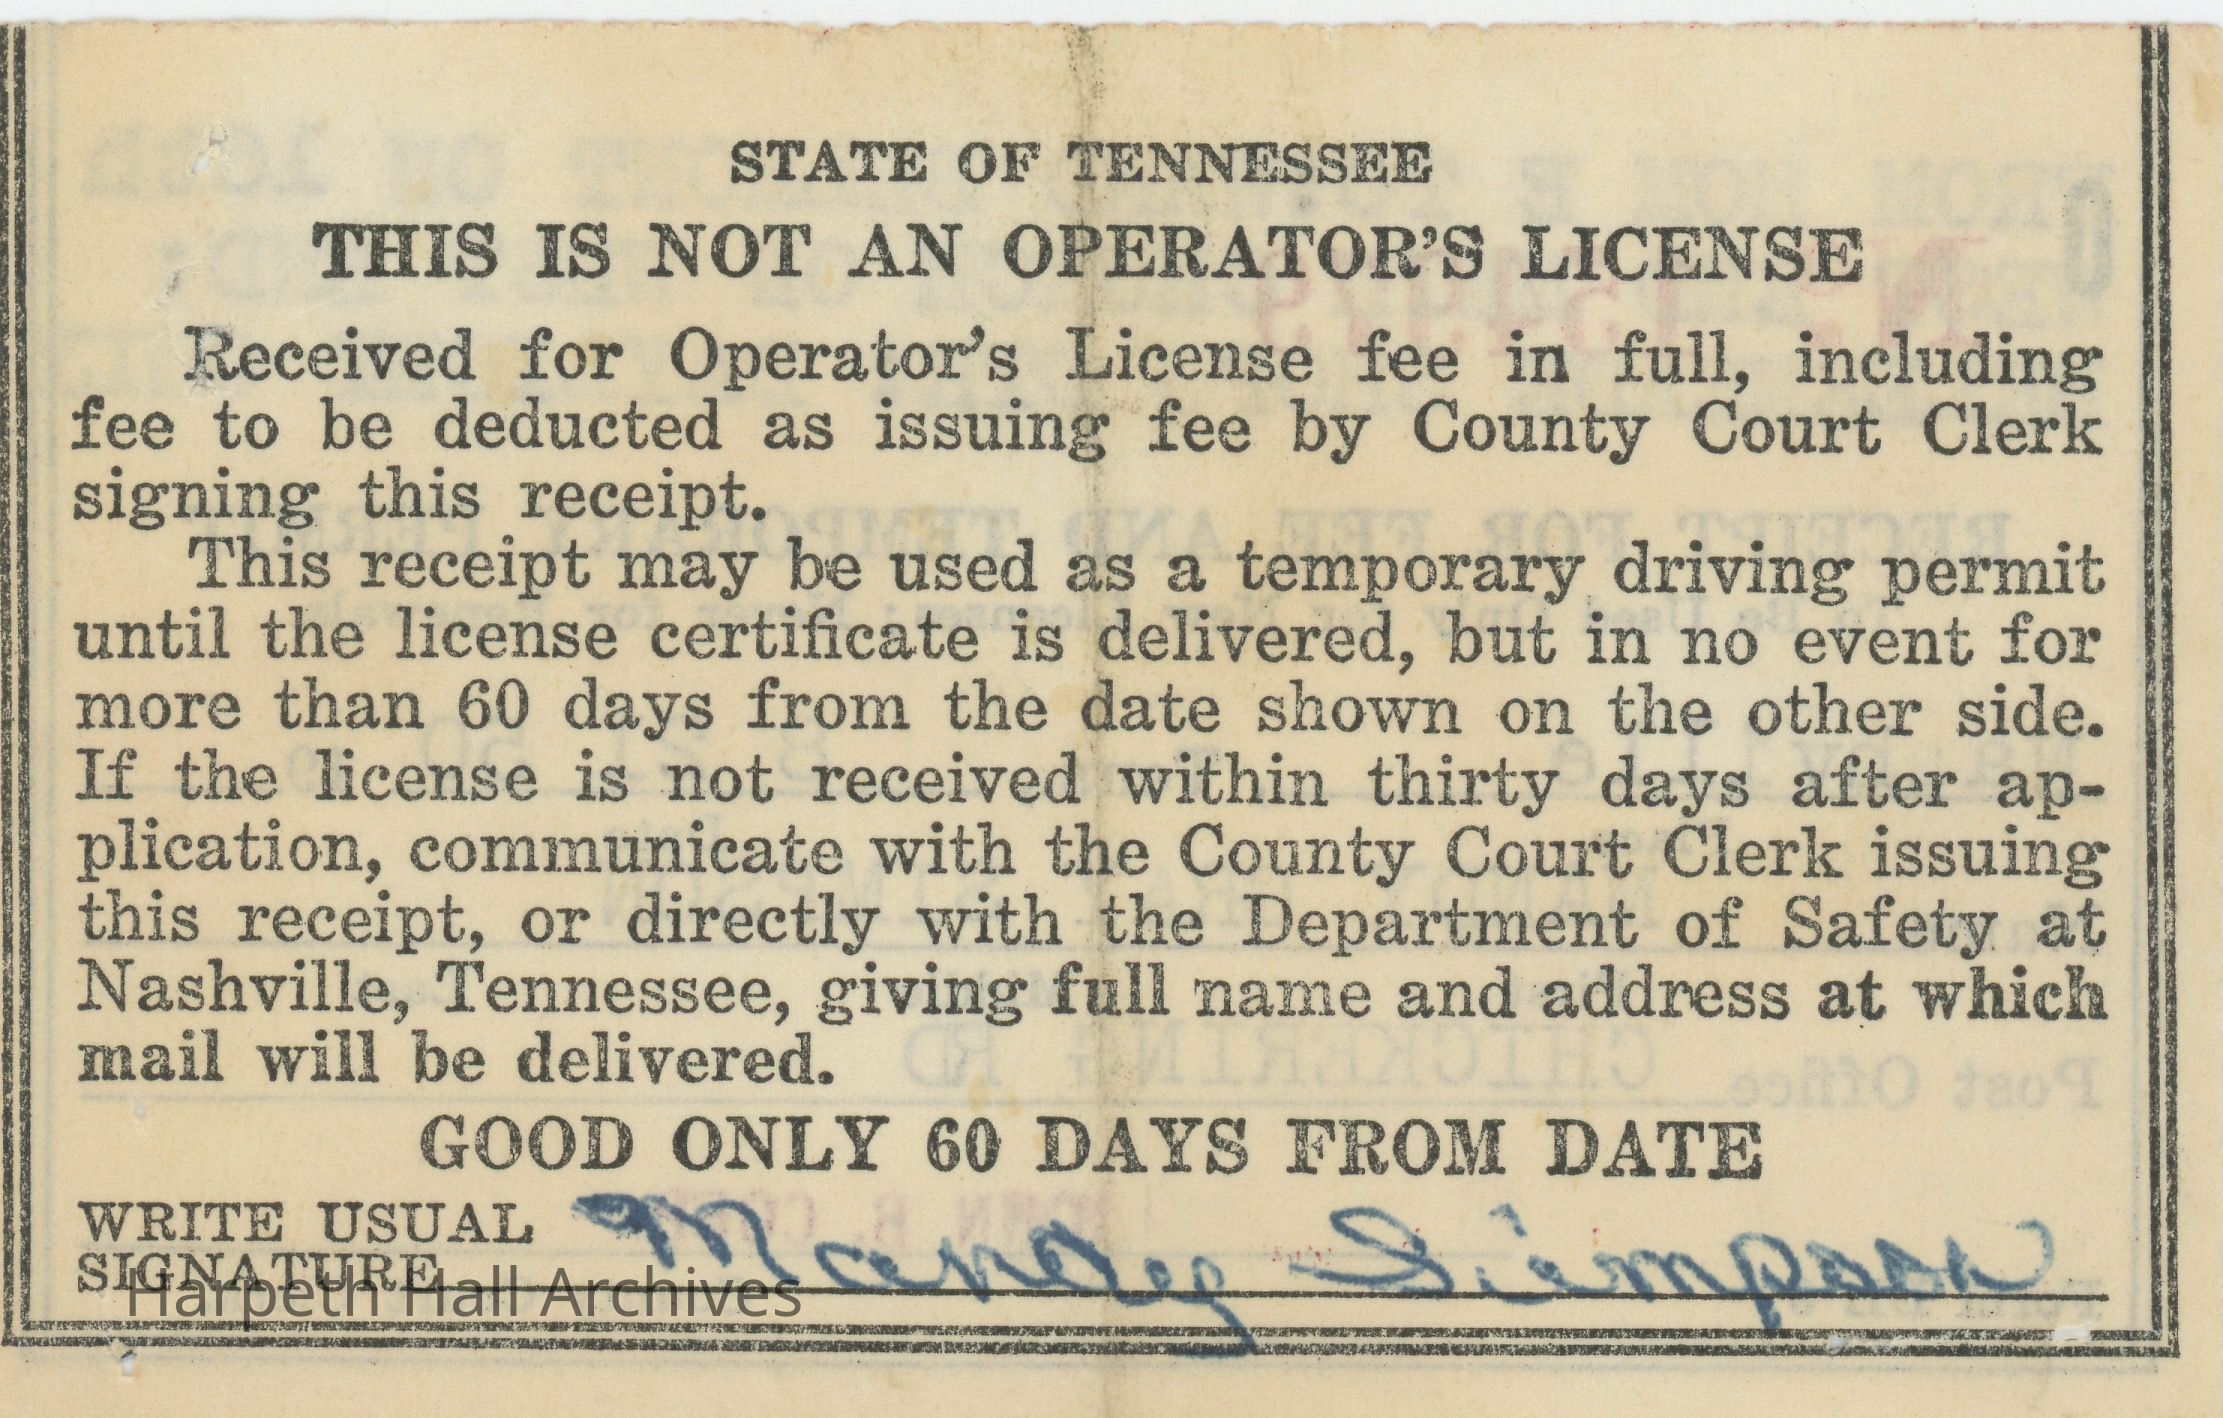 STATE OF TENNESSEE
THIS IS NOT AN OPERATOR'S LICENSE
Received for Operator's License fee in full, including
fee to be deducted as issuing fee by County Court Clerk
signing this receipt.
This receipt may be used as a temporary driving permit
until the license certificate is delivered, but in no event for
more than 60 days from the date shown on the other side.
If the license is not received within thirty days after ap-
plication, communicate with the County Court Clerk issuing
this receipt, or directly with the Department of Safety at
Nashville, Tennessee, giving full name and address at which
mail will be delivered.
GOOD ONLY 60 DAYS FROM DATE
WRITE USUAL
SIGNATURE Simpson
Harpeth Hall Archives